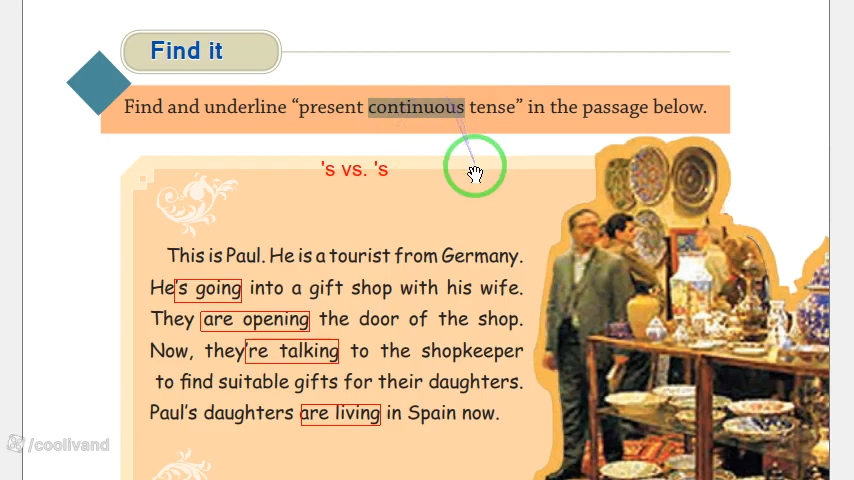 Find it
Find and underline “present continuous tense” in the passage below.
's vs. 's
This is Paul. He is a tourist from Germany.
He's going into a gift shop with his wife.
They are opening the door of the shop.
Now, they're talking to the shopkeeper
to find suitable gifts for their daughters.
Paul's daughters are living in Spain now.
/coolivand